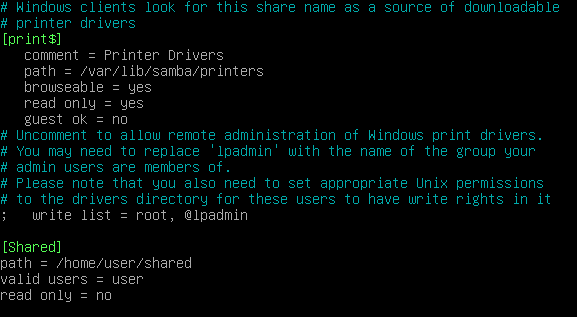 # Windows clients look for this share name as a source of downloadable
# printer drivers
[print$]
   comment = Printer Drivers
   path = /var/lib/samba/printers
   browseable = yes
   read only = yes
   guest ok = no
# Uncomment to allow remote administration of Windows print drivers.
# You may need to replace 'lpadmin' with the name of the group your
# admin users are members of.
# Please note that you also need to set appropriate Unix permissions
# to the drivers directory for these users to have write rights in it
;   write list = root, @lpadmin

[Shared]
path = /home/user/shared
valid users = user
read only = no